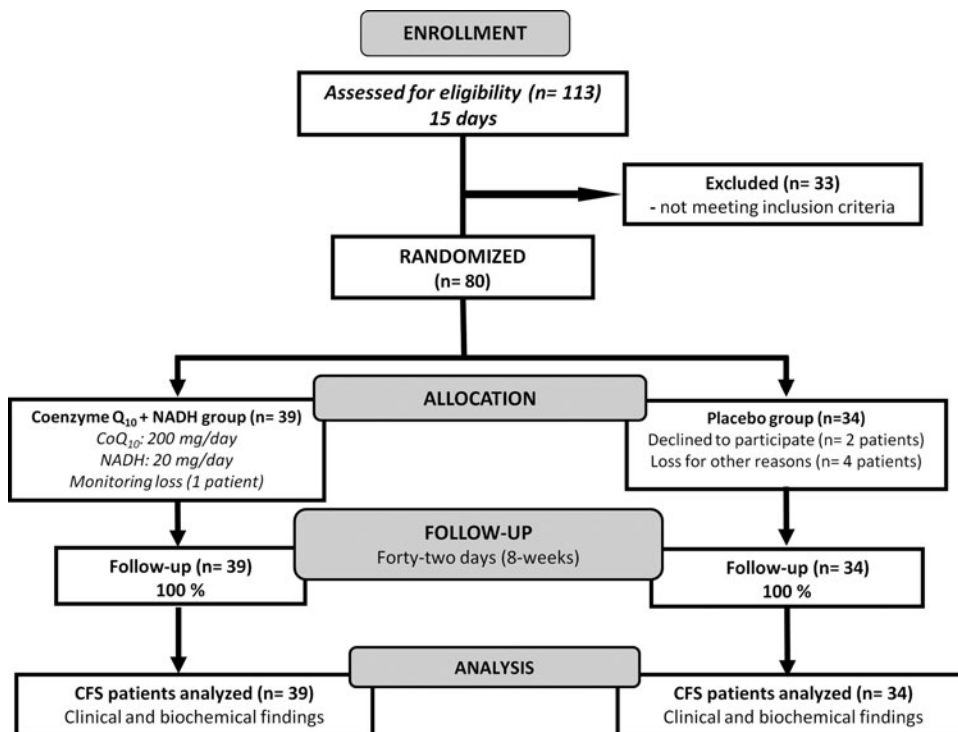 ENROLLMENT
Assessed for eligibility (n= 113)
15 days
Excluded (n= 33)
- not meeting inclusion criteria
RANDOMIZED
(n= 80)
ALLOCATION
Coenzyme Q₁₀ + NADH group (n= 39)
CoQ₁₀: 200 mg/day
NADH: 20 mg/day
Monitoring loss (1 patient)
Placebo group (n=34)
Declined to participate (n= 2 patients)
Loss for other reasons (n= 4 patients)
FOLLOW-UP
Forty-two days (8-weeks)
Follow-up (n= 39)
100 %
Follow-up (n= 34)
100 %
ANALYSIS
CFS patients analyzed (n= 39)
Clinical and biochemical findings
CFS patients analyzed (n= 34)
Clinical and biochemical findings